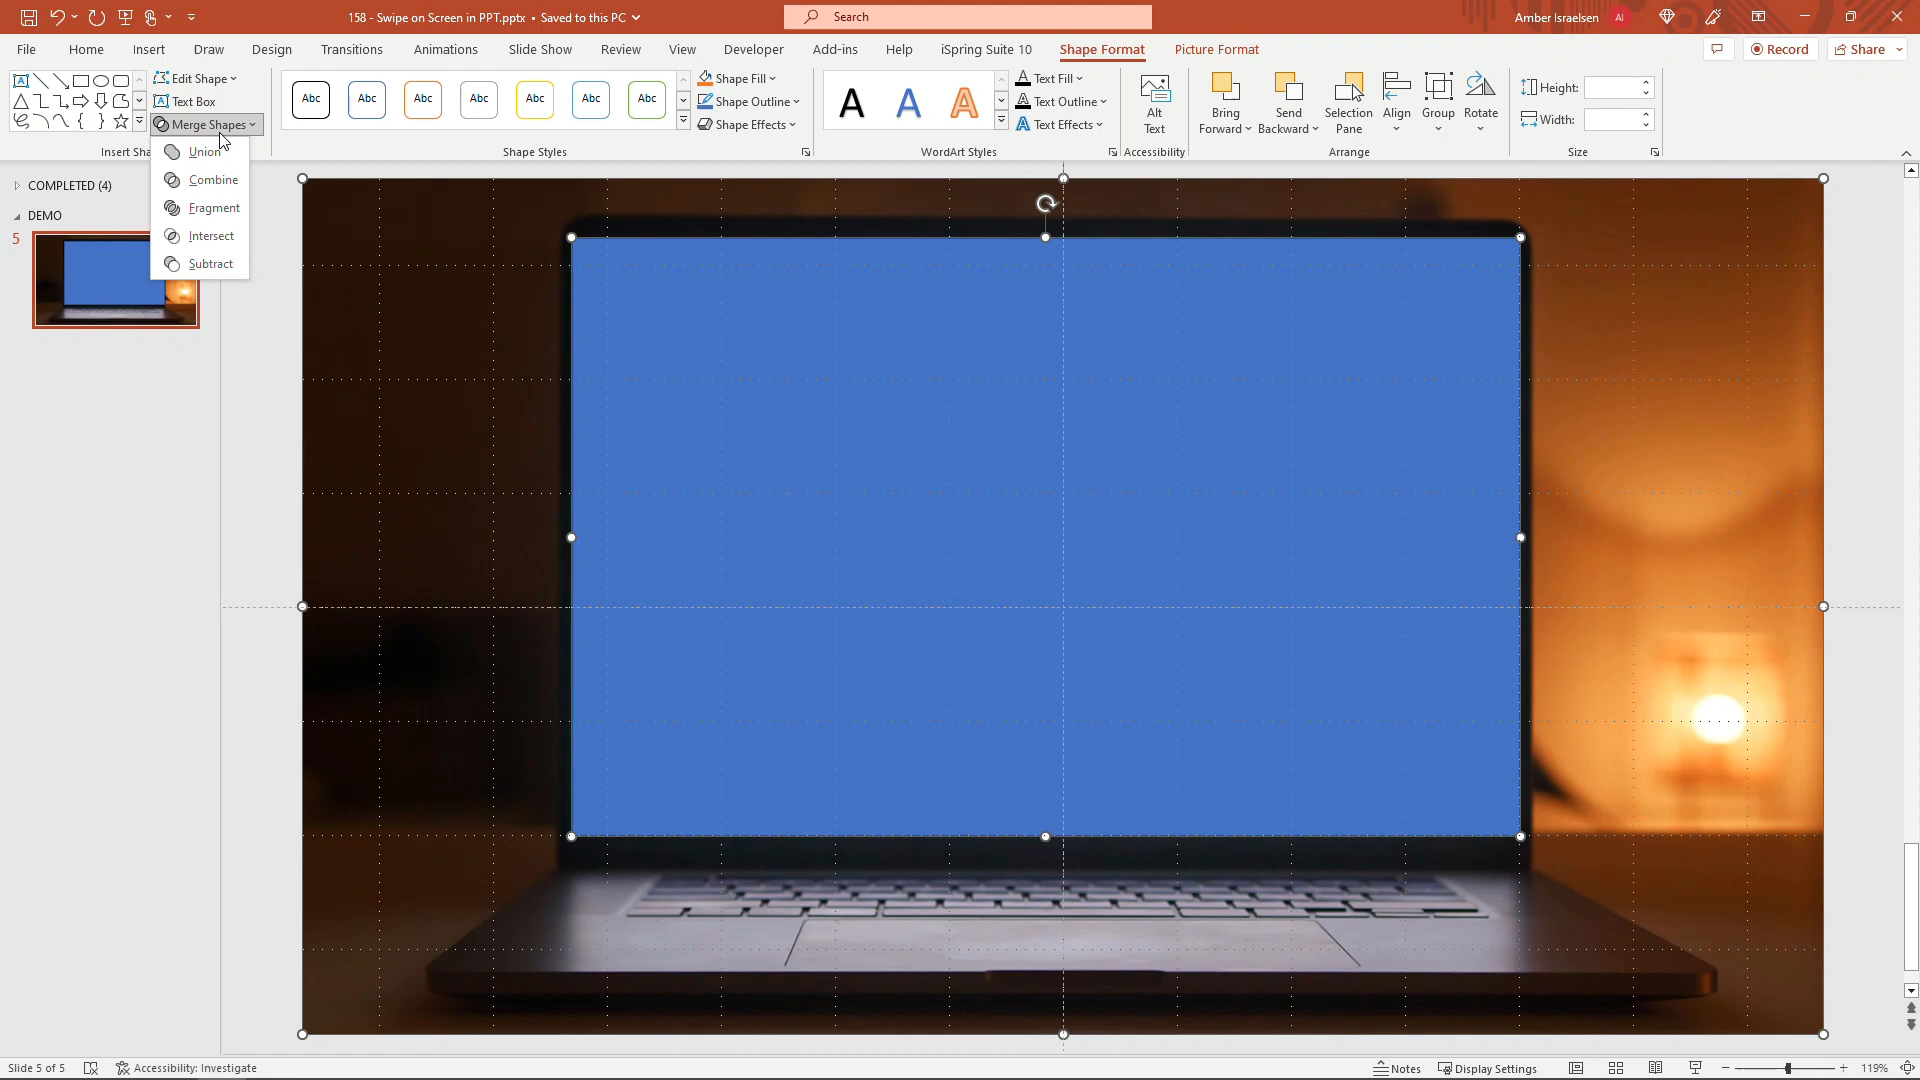 158 - Swipe on Screen in PPT.pptx • Saved to this PC
Search
Amber Israelsen AI
File Home Insert Draw Design Transitions Animations Slide Show Review View Developer Add-ins Help iSpring Suite 10 Shape Format Picture Format Record Share
Edit Shape
Text Box
Merge Shapes
Abc Abc Abc Abc Abc Abc Abc
Shape Fill
Shape Outline
Shape Effects
A A A
Text Fill
Text Outline
Text Effects
Alt Text
Bring Forward
Send Backward
Selection Pane
Align
Group
Rotate
Height:
Width:
Insert Sha
Shape Styles
WordArt Styles
Accessibility
Arrange
Size
Union
Combine
Fragment
Intersect
Subtract
COMPLETED (4)
DEMO
5
Slide 5 of 5
Accessibility: Investigate
Notes
Display Settings
119%